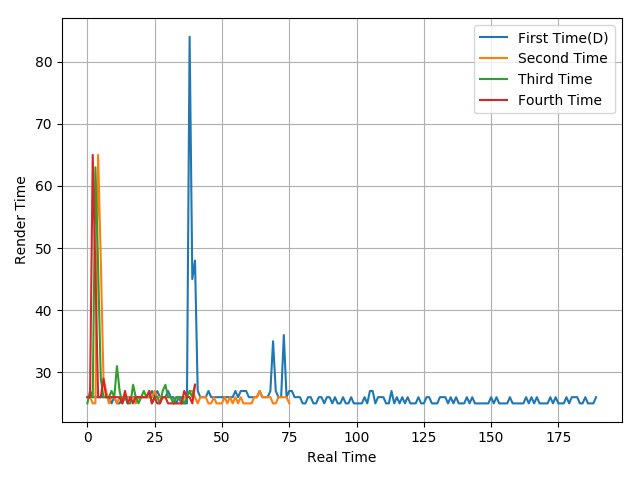 First Time(D)
Second Time
Third Time
Fourth Time
80
70
60
50
40
30
Render Time
0 25 50 75 100 125 150 175
Real Time